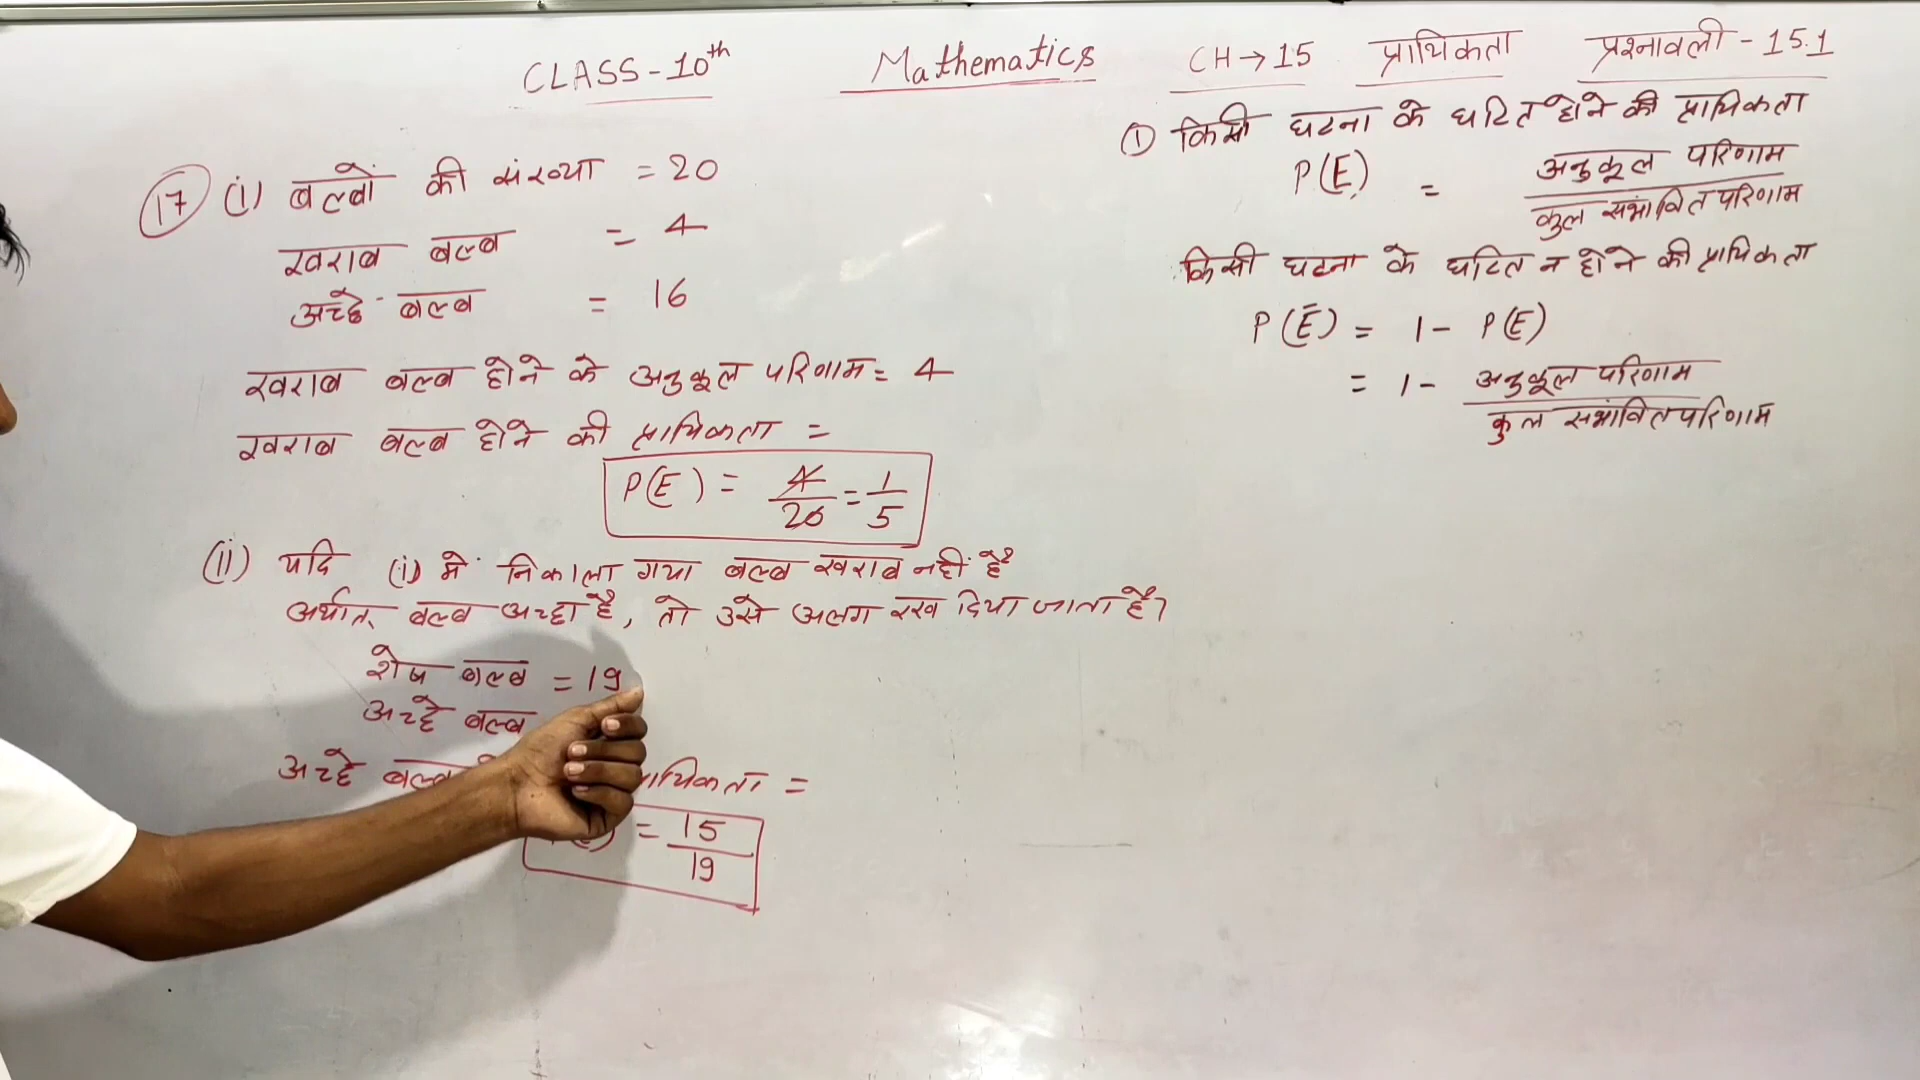 CLASS-10th Mathematics CH→15 प्रायिकता प्रश्नावली-15.1
17 (i) बल्बों की संख्या = 20
खराब बल्ब = 4
अच्छे बल्ब = 16
खराब बल्ब होने के अनुकूल परिणाम = 4
खराब बल्ब होने की प्रायिकता =
P(E) = 4/20 = 1/5
(ii) यदि (i) में निकाला गया बल्ब खराब नहीं है
अर्थात् बल्ब अच्छा है, तो उसे अलग रख दिया जाता है।
शेष बल्ब = 19
अच्छे बल्ब
अच्छे बल्ब =
= 15/19
① किसी घटना के घटित होने की प्रायिकता
P(E) = अनुकूल परिणाम / कुल सभांवित परिणाम
किसी घटना के घटित न होने की प्रायिकता
P(Ē) = 1 - P(E)
= 1 - अनुकूल परिणाम / कुल सभांवित परिणाम